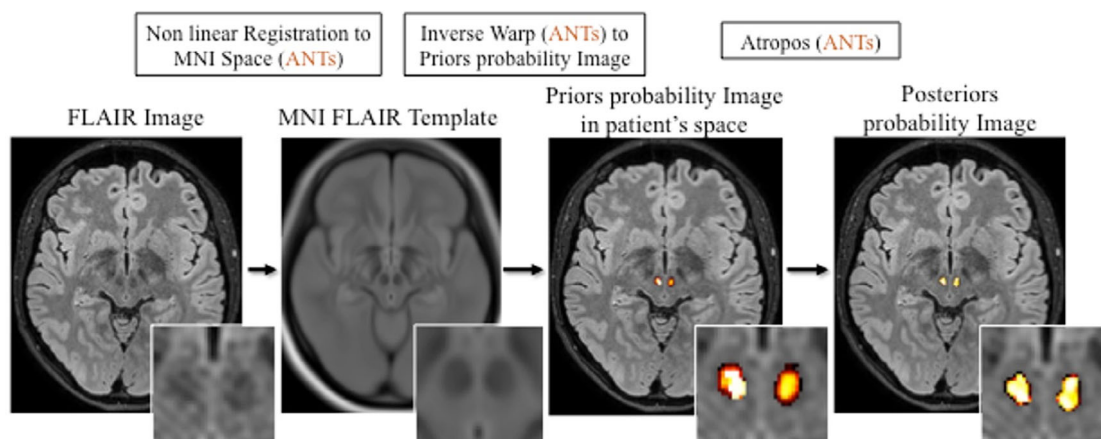 Non linear Registration to
MNI Space (ANTs)
Inverse Warp (ANTs) to
Priors probability Image
Atropos (ANTs)
FLAIR Image
MNI FLAIR Template
Priors probability Image
in patient's space
Posteriors
probability Image